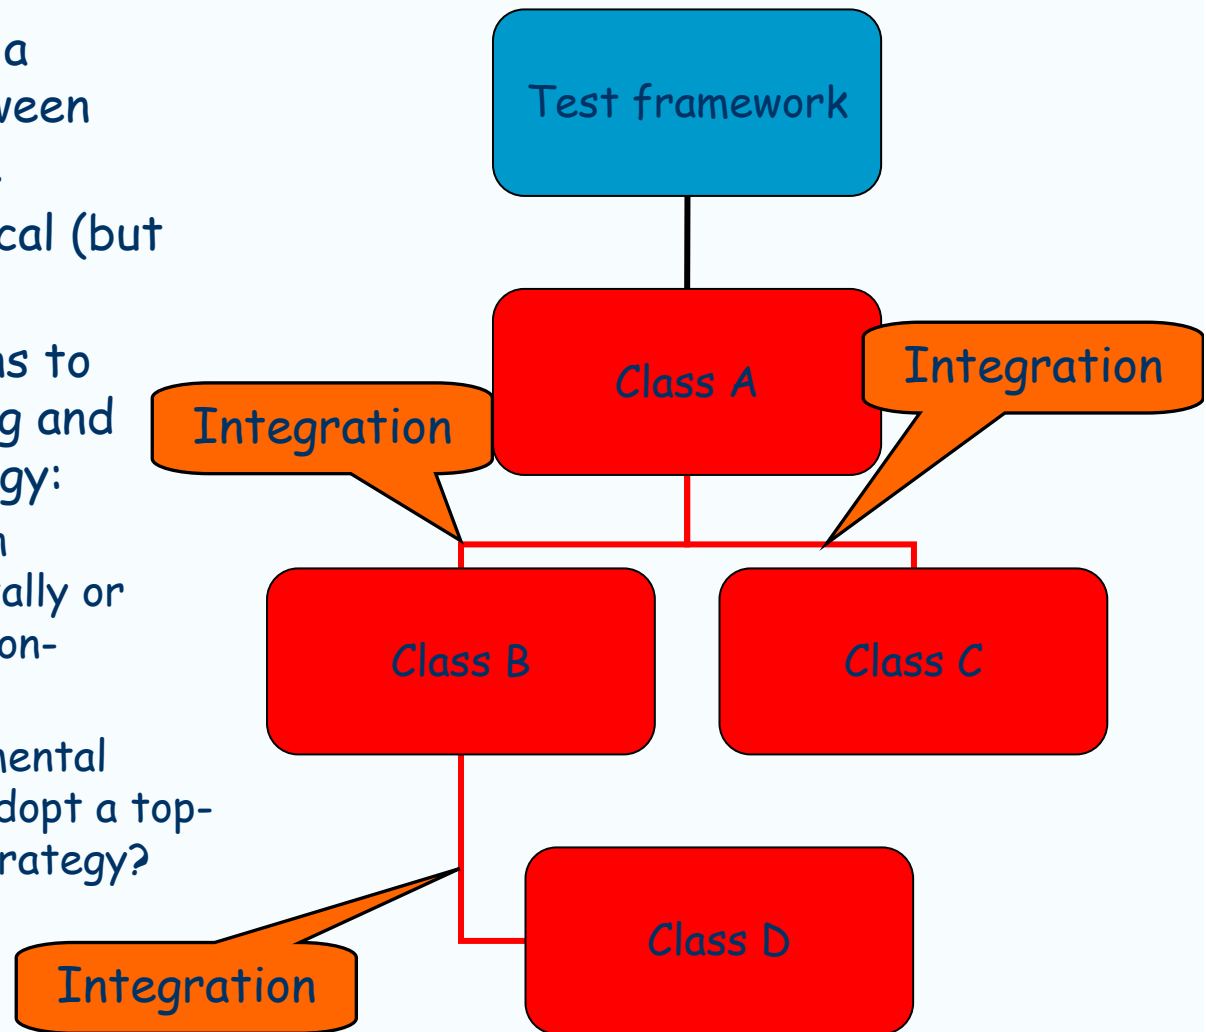 a
ween
cal (but
ns to
g and
gy:
ally or
on-
mental
dopt a top-
rategy?
Test framework
Class A
Integration
Integration
Class B
Class C
Class D
Integration